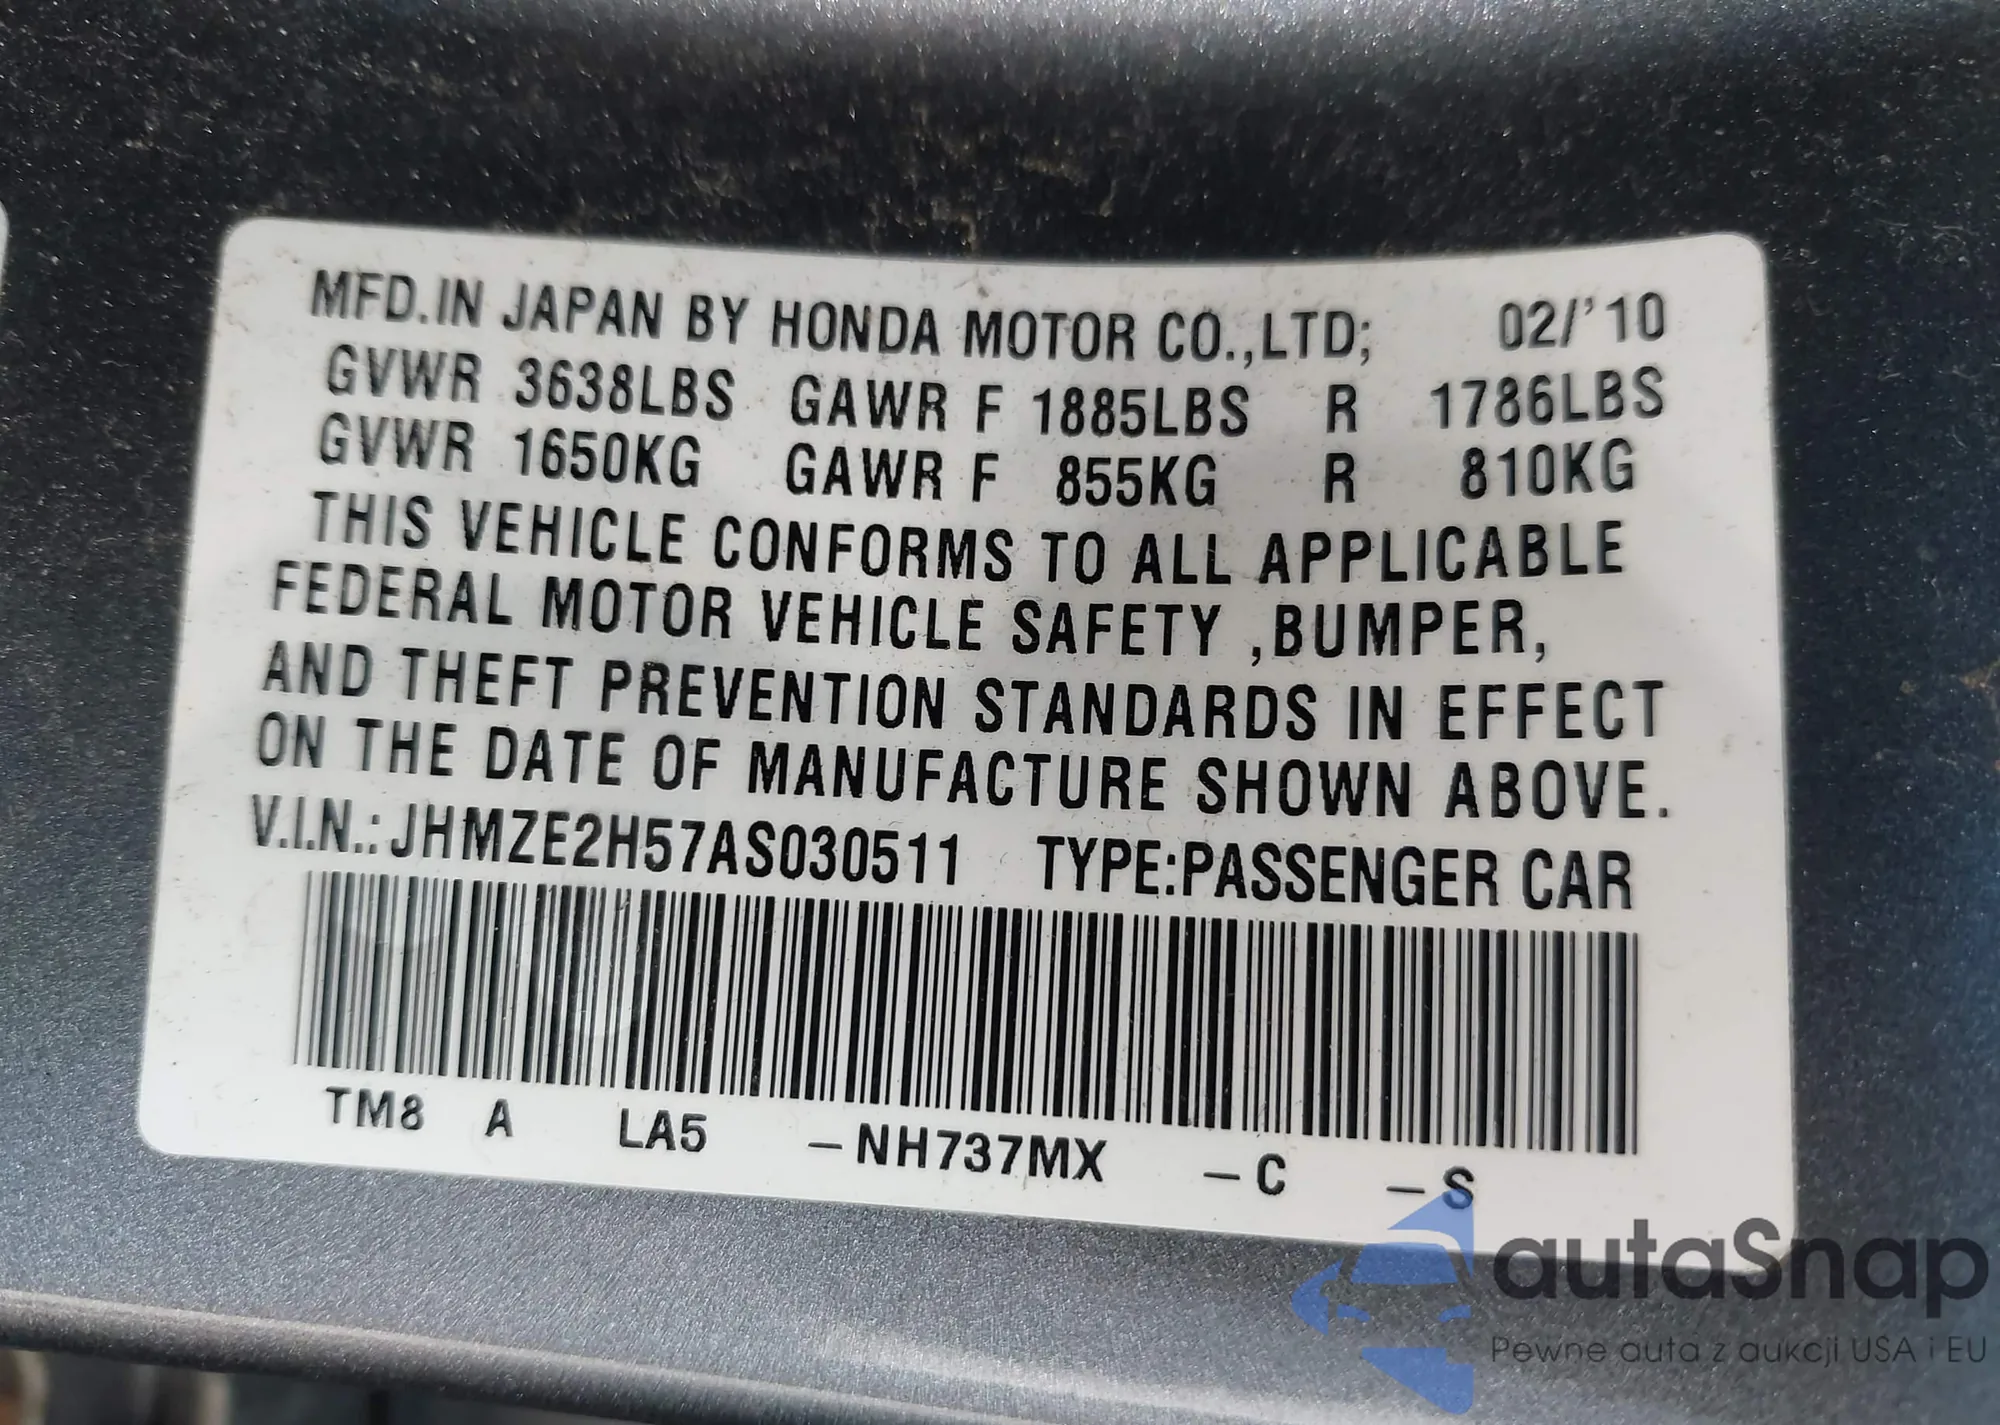 MFD.IN JAPAN BY HONDA MOTOR CO.,LTD; 02/'10
GVWR 3638LBS GAWR F 1885LBS R 1786LBS
GVWR 1650KG GAWR F 855KG R 810KG
THIS VEHICLE CONFORMS TO ALL APPLICABLE
FEDERAL MOTOR VEHICLE SAFETY ,BUMPER,
AND THEFT PREVENTION STANDARDS IN EFFECT
ON THE DATE OF MANUFACTURE SHOWN ABOVE.
V.I.N.: JHMZE2H57AS030511 TYPE:PASSENGER CAR
TM8 A LA5 –NH737MX –C –S
autaSnap
Pewne auta z aukcji USA i EU